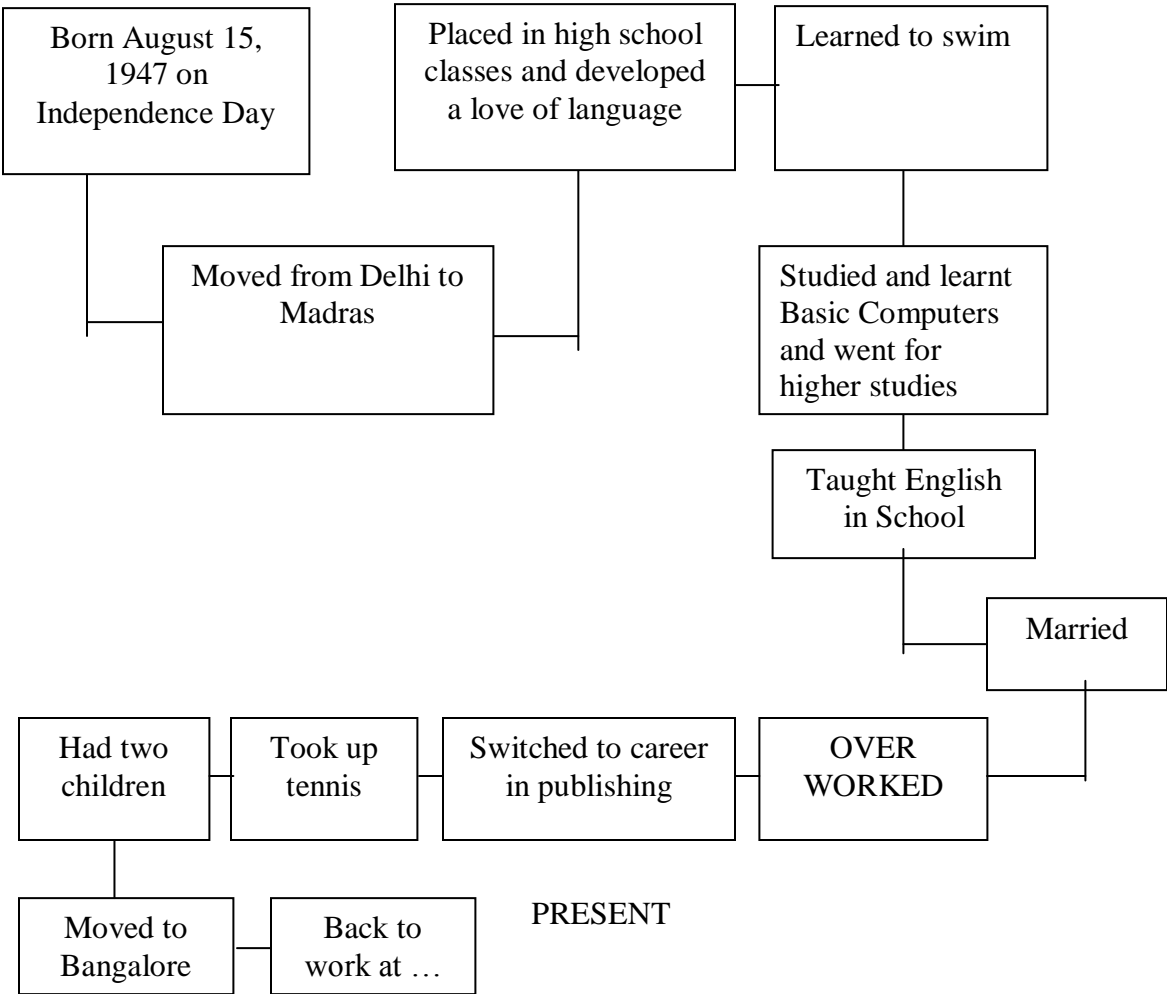 Born August 15,
1947 on
Independence Day
Moved from Delhi to
Madras
Placed in high school
classes and developed
a love of language
Learned to swim
Studied and learnt
Basic Computers
and went for
higher studies
Taught English
in School
Married
OVER
WORKED
Switched to career
in publishing
Took up
tennis
Had two
children
Moved to
Bangalore
Back to
work at …
PRESENT